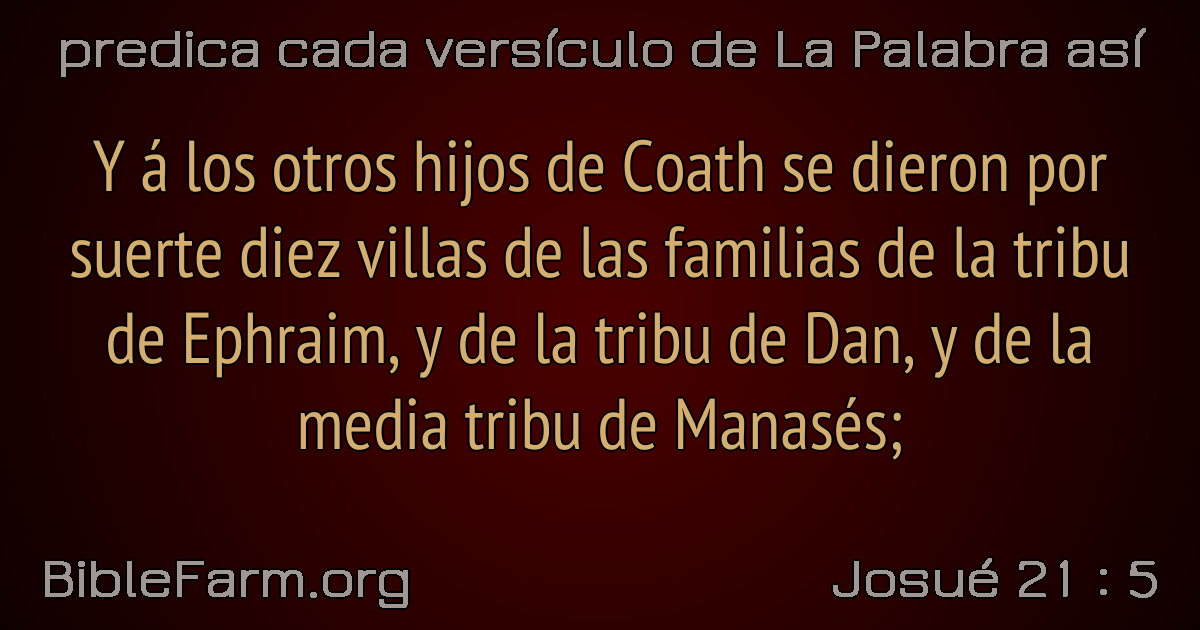 predica cada versículo de La Palabra así
Y á los otros hijos de Coath se dieron por
suerte diez villas de las familias de la tribu
de Ephraim, y de la tribu de Dan, y de la
media tribu de Manasés;
BibleFarm.org
Josué 21 : 5